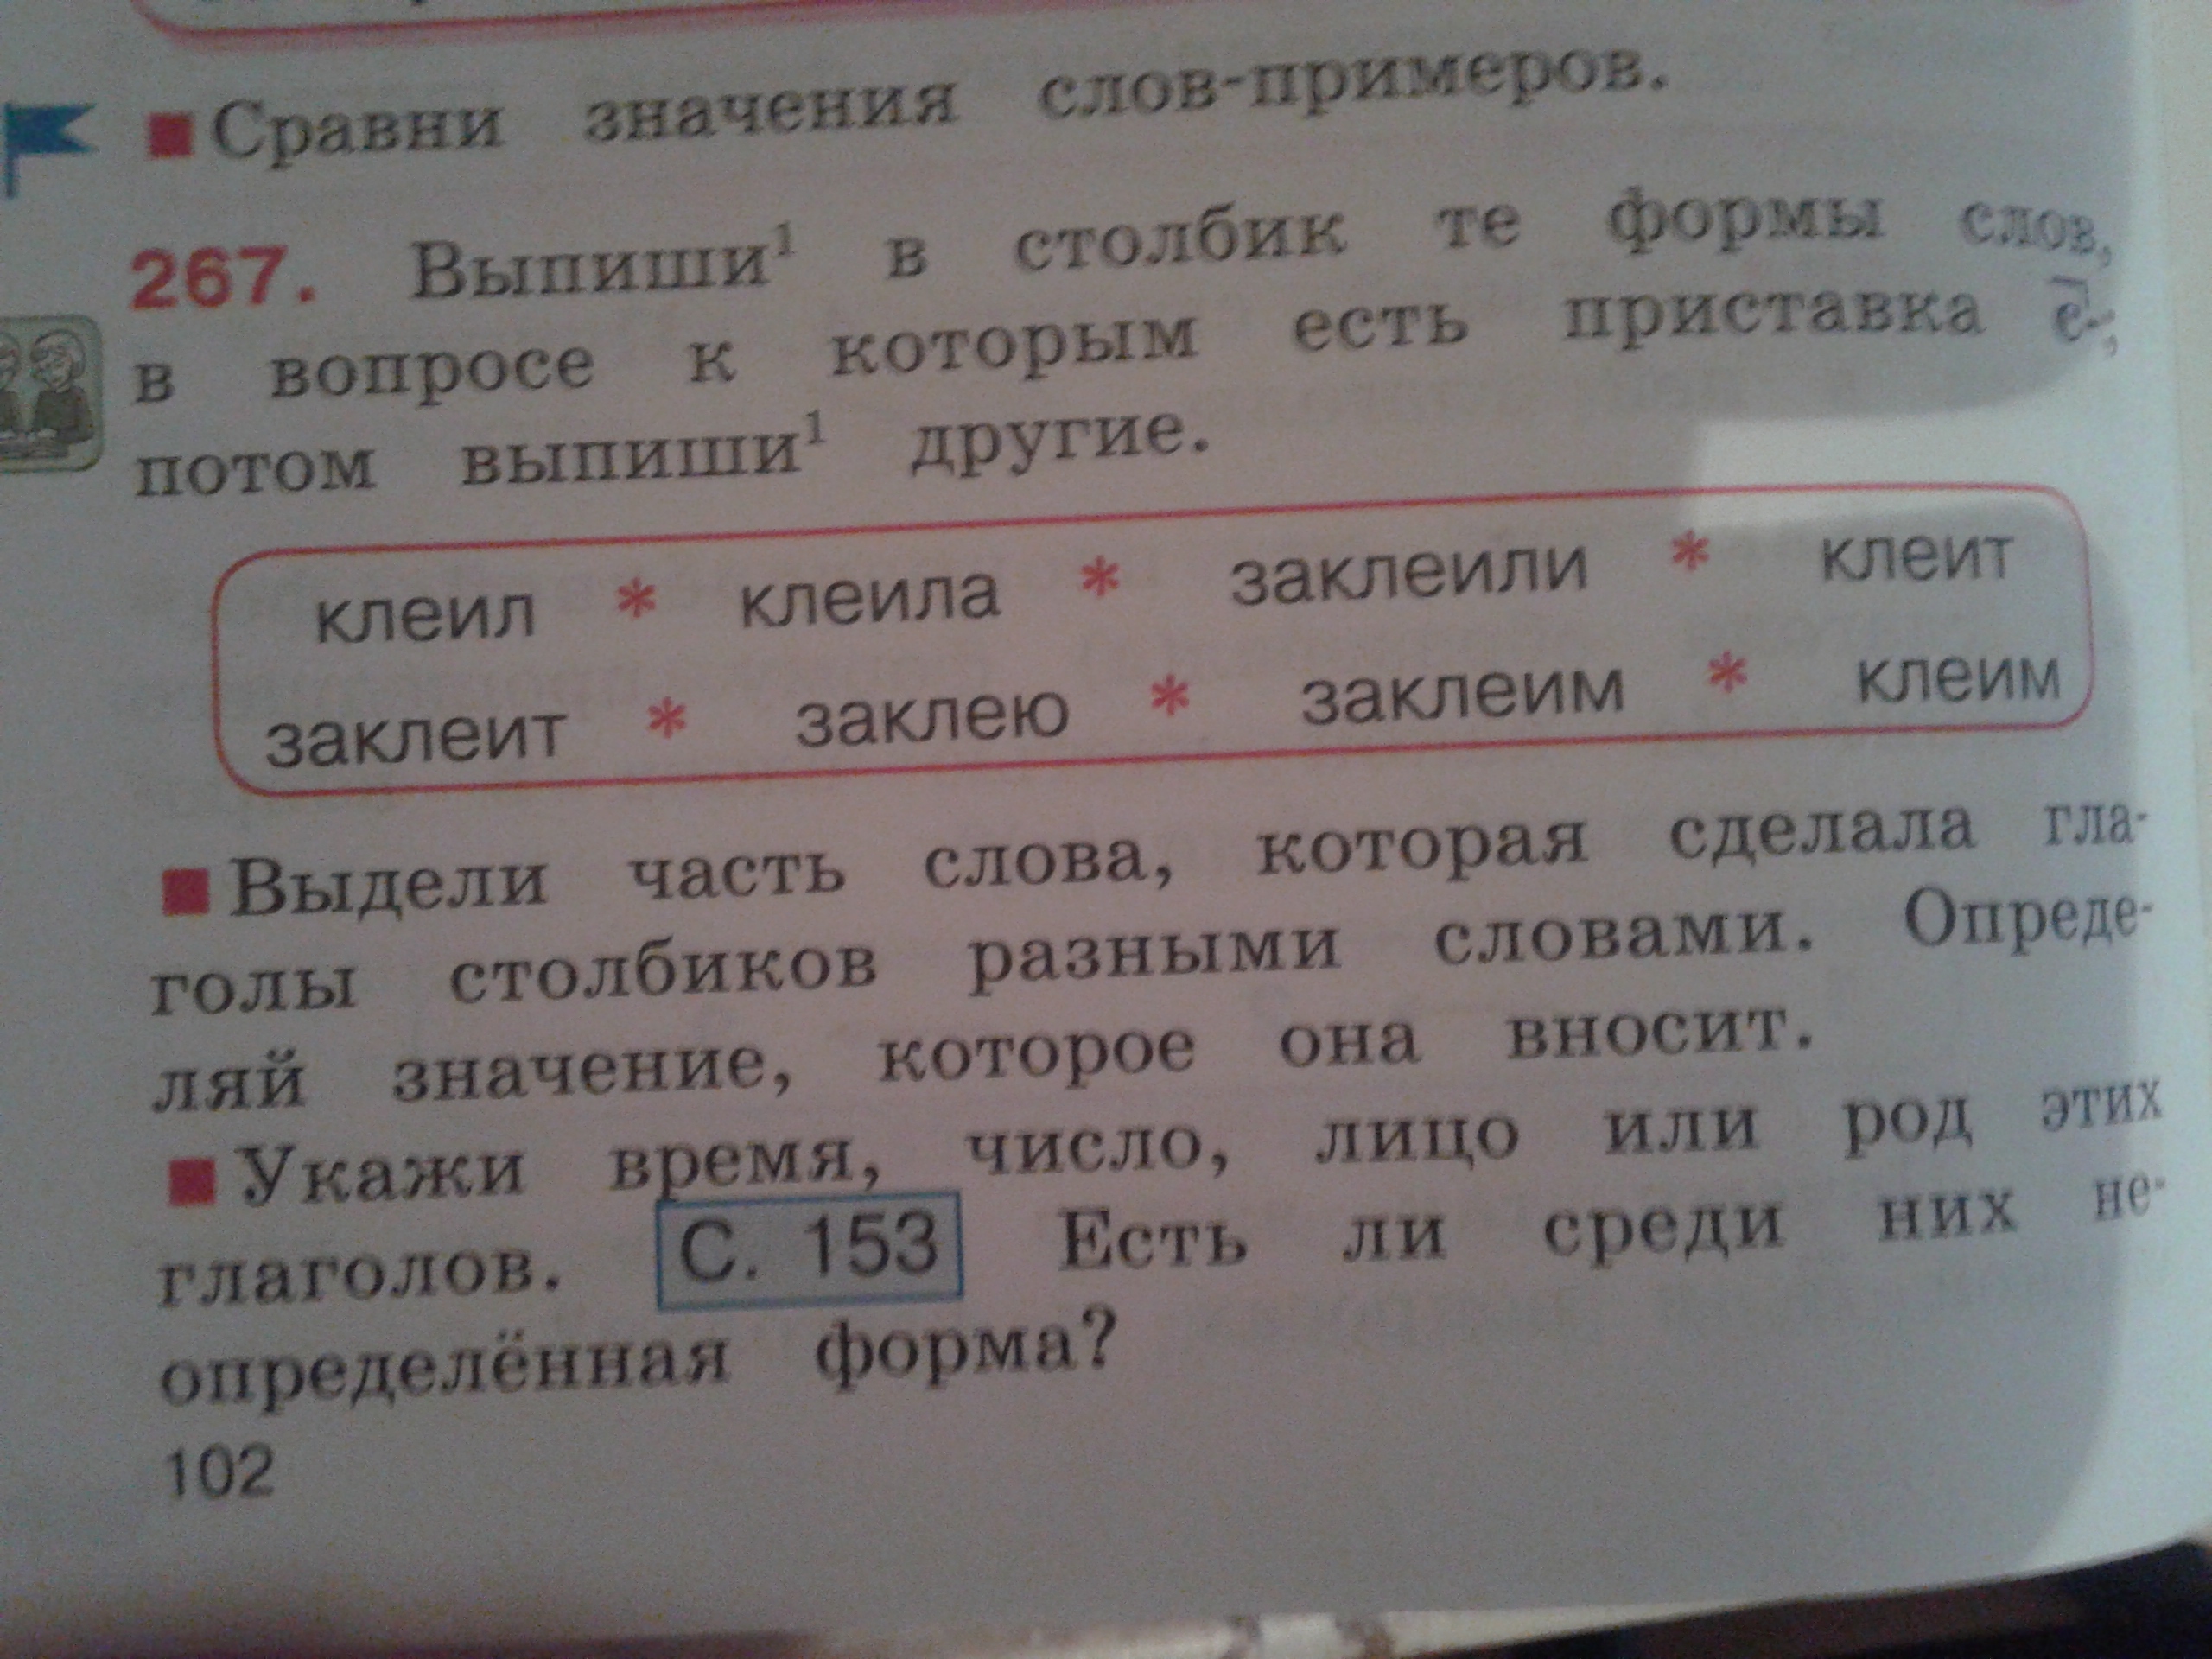 Сравни значения слов-примеров.
267. Выпиши¹ в столбик те формы слов,
в вопросе к которым есть приставка с-,
потом выпиши¹ другие.
клеил * клеила * заклеили * клеит
заклеит * заклею * заклеим * клеим
Выдели часть слова, которая сделала гла-
голы столбиков разными словами. Опреде-
ляй значение, которое она вносит.
Укажи время, число, лицо или род этих
глаголов. С. 153 Есть ли среди них не-
определённая форма?
102